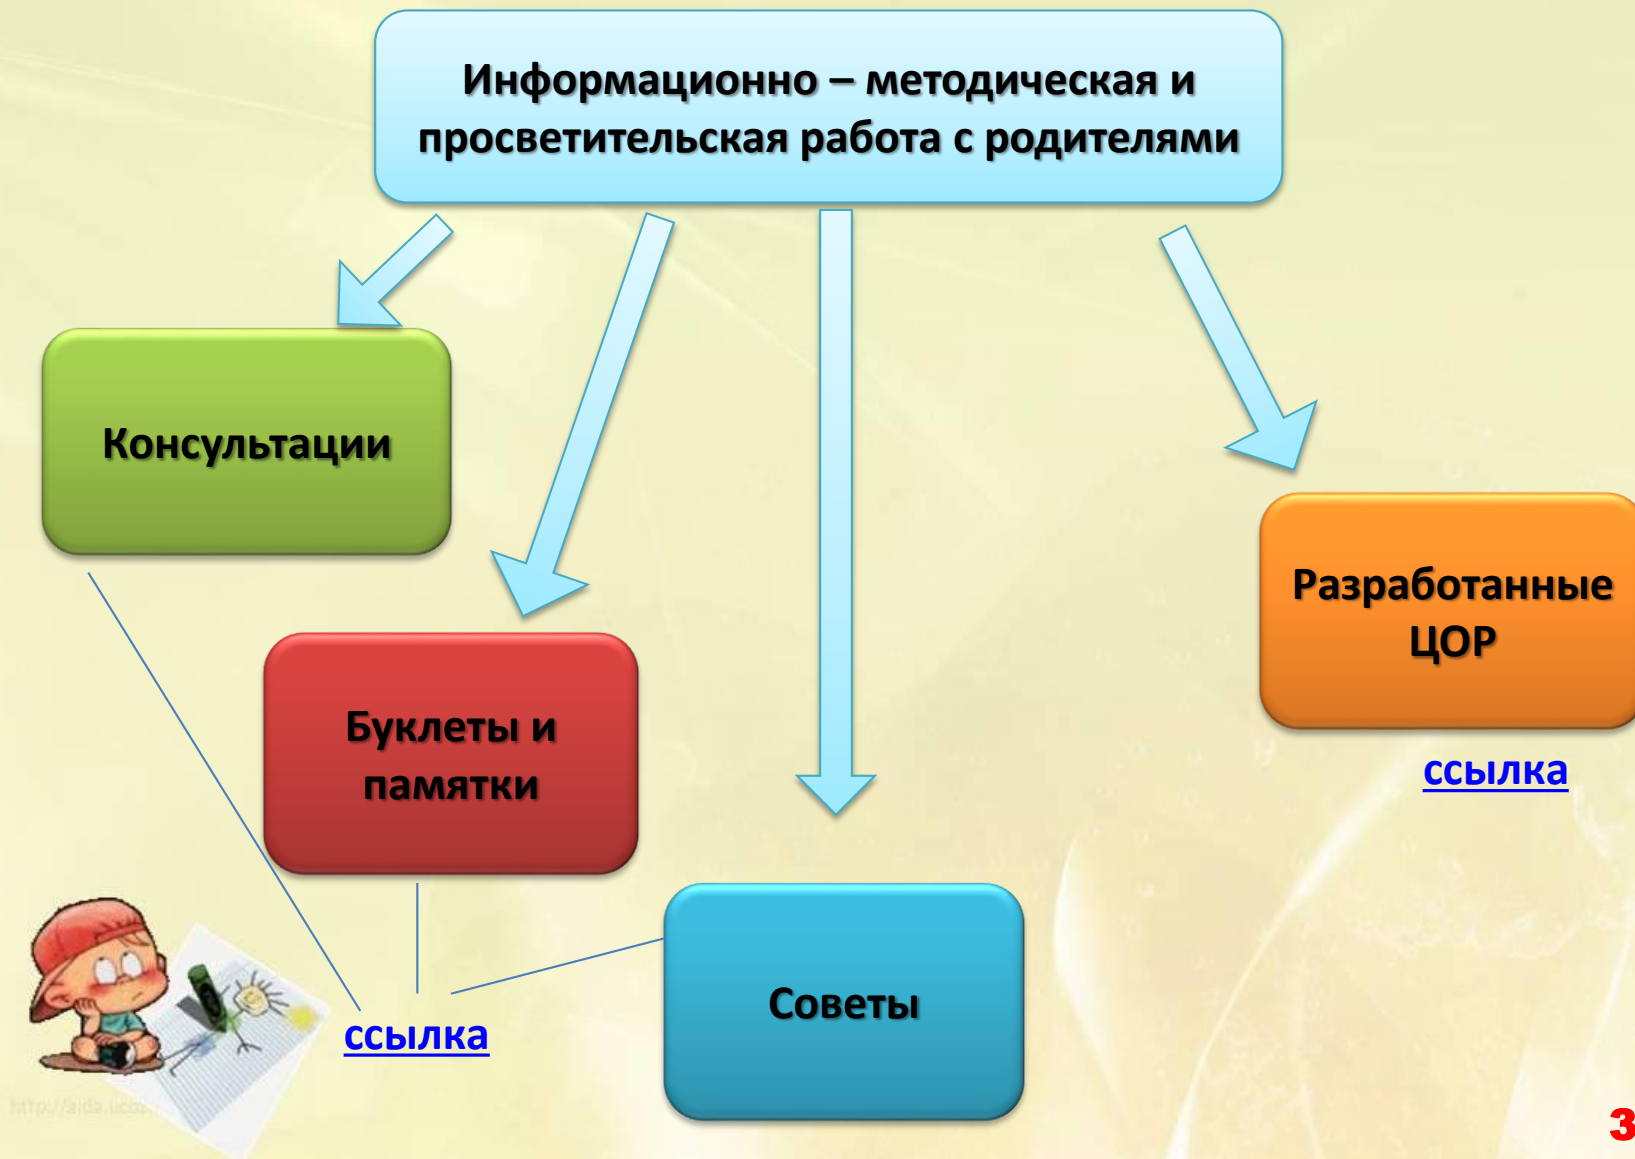 Информационно – методическая и
просветительская работа с родителями
Консультации
Буклеты и
памятки
Советы
Разработанные
ЦОР
ссылка
ссылка
3